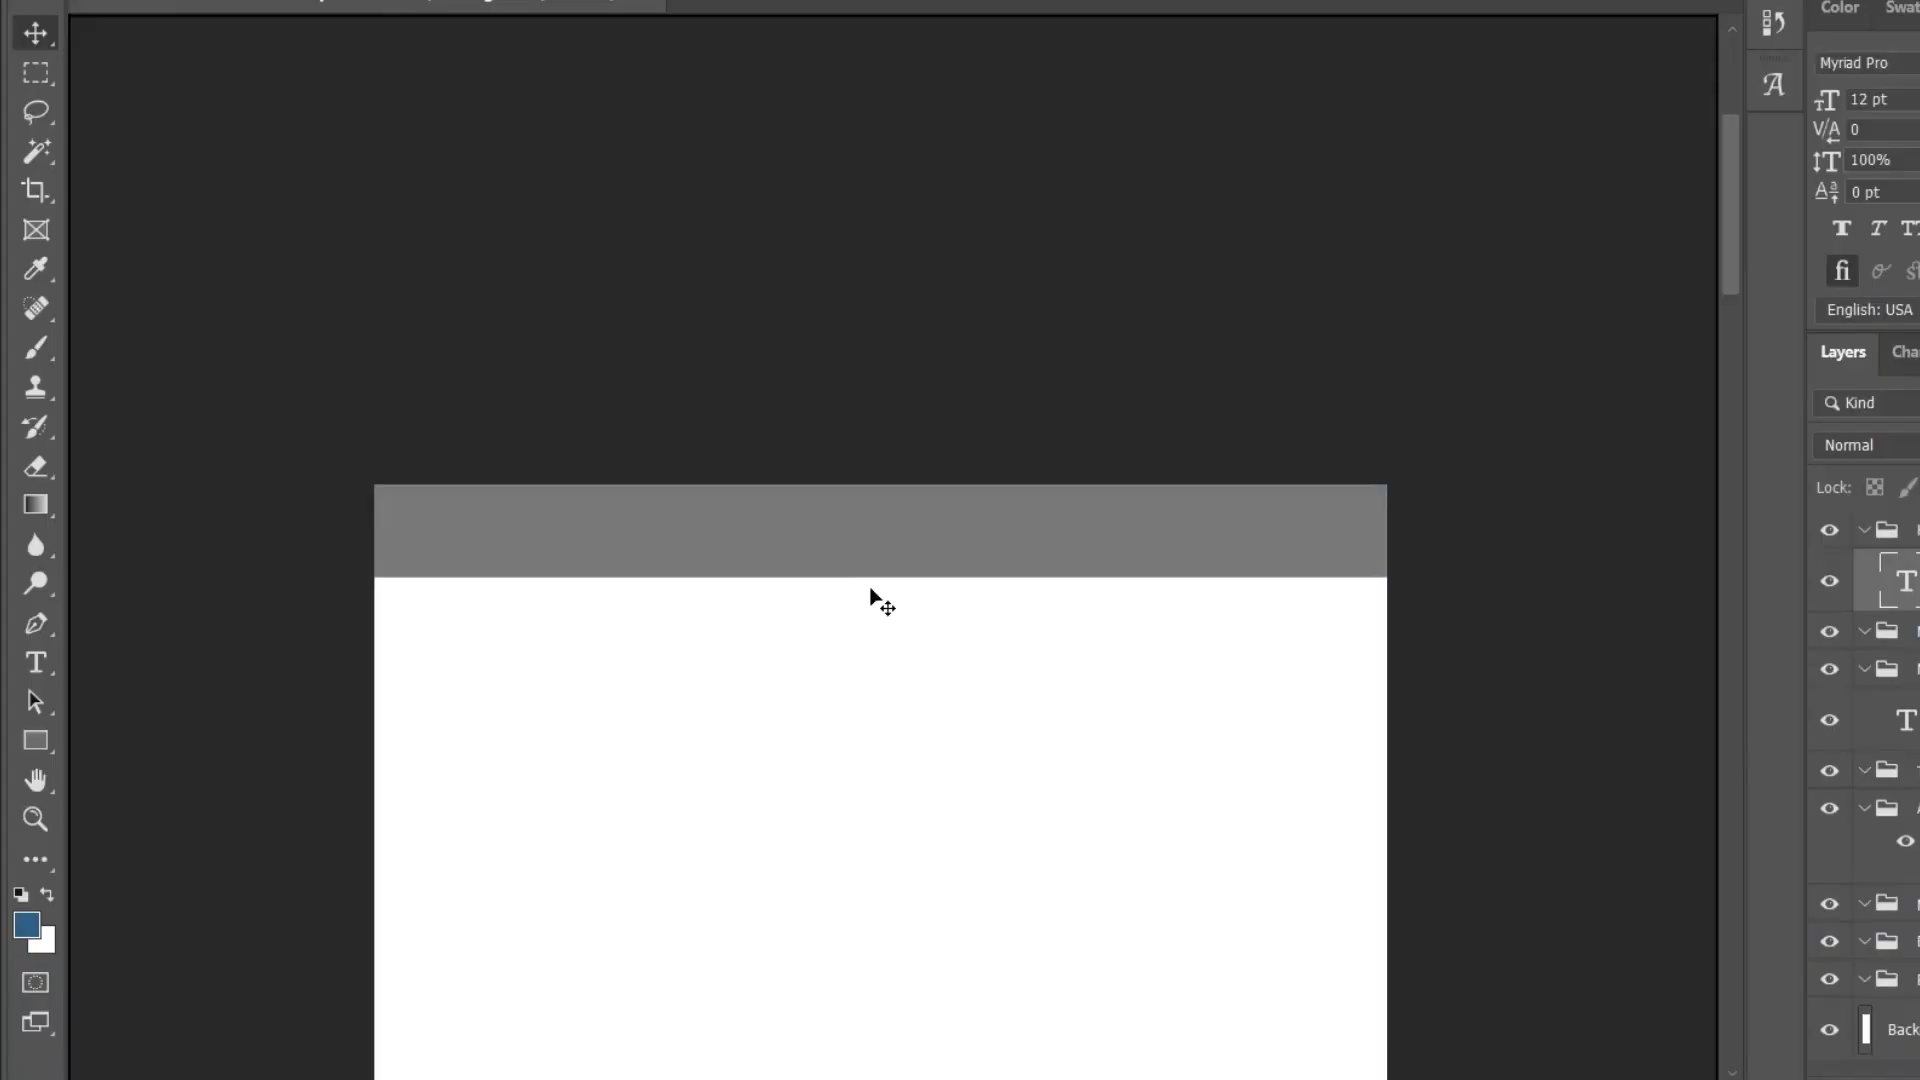 Color Swat
Myriad Pro
12 pt
0
100%
0 pt
English: USA
Layers Cha
Kind
Normal
Lock:
Back